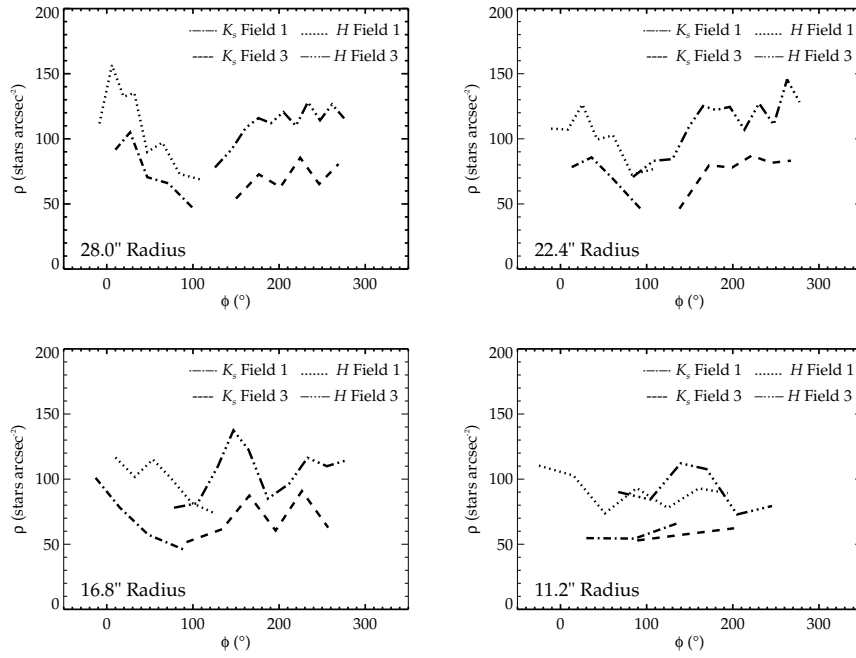 200
150
100
50
0
ρ (stars arcsec⁻²)
Kₛ Field 1
H Field 1
Kₛ Field 3
H Field 3
28.0" Radius
0 100 200 300
ϕ (°)
200
150
100
50
0
ρ (stars arcsec⁻²)
Kₛ Field 1
H Field 1
Kₛ Field 3
H Field 3
22.4" Radius
0 100 200 300
ϕ (°)
200
150
100
50
0
ρ (stars arcsec⁻²)
Kₛ Field 1
H Field 1
Kₛ Field 3
H Field 3
16.8" Radius
0 100 200 300
ϕ (°)
200
150
100
50
0
ρ (stars arcsec⁻²)
Kₛ Field 1
H Field 1
Kₛ Field 3
H Field 3
11.2" Radius
0 100 200 300
ϕ (°)